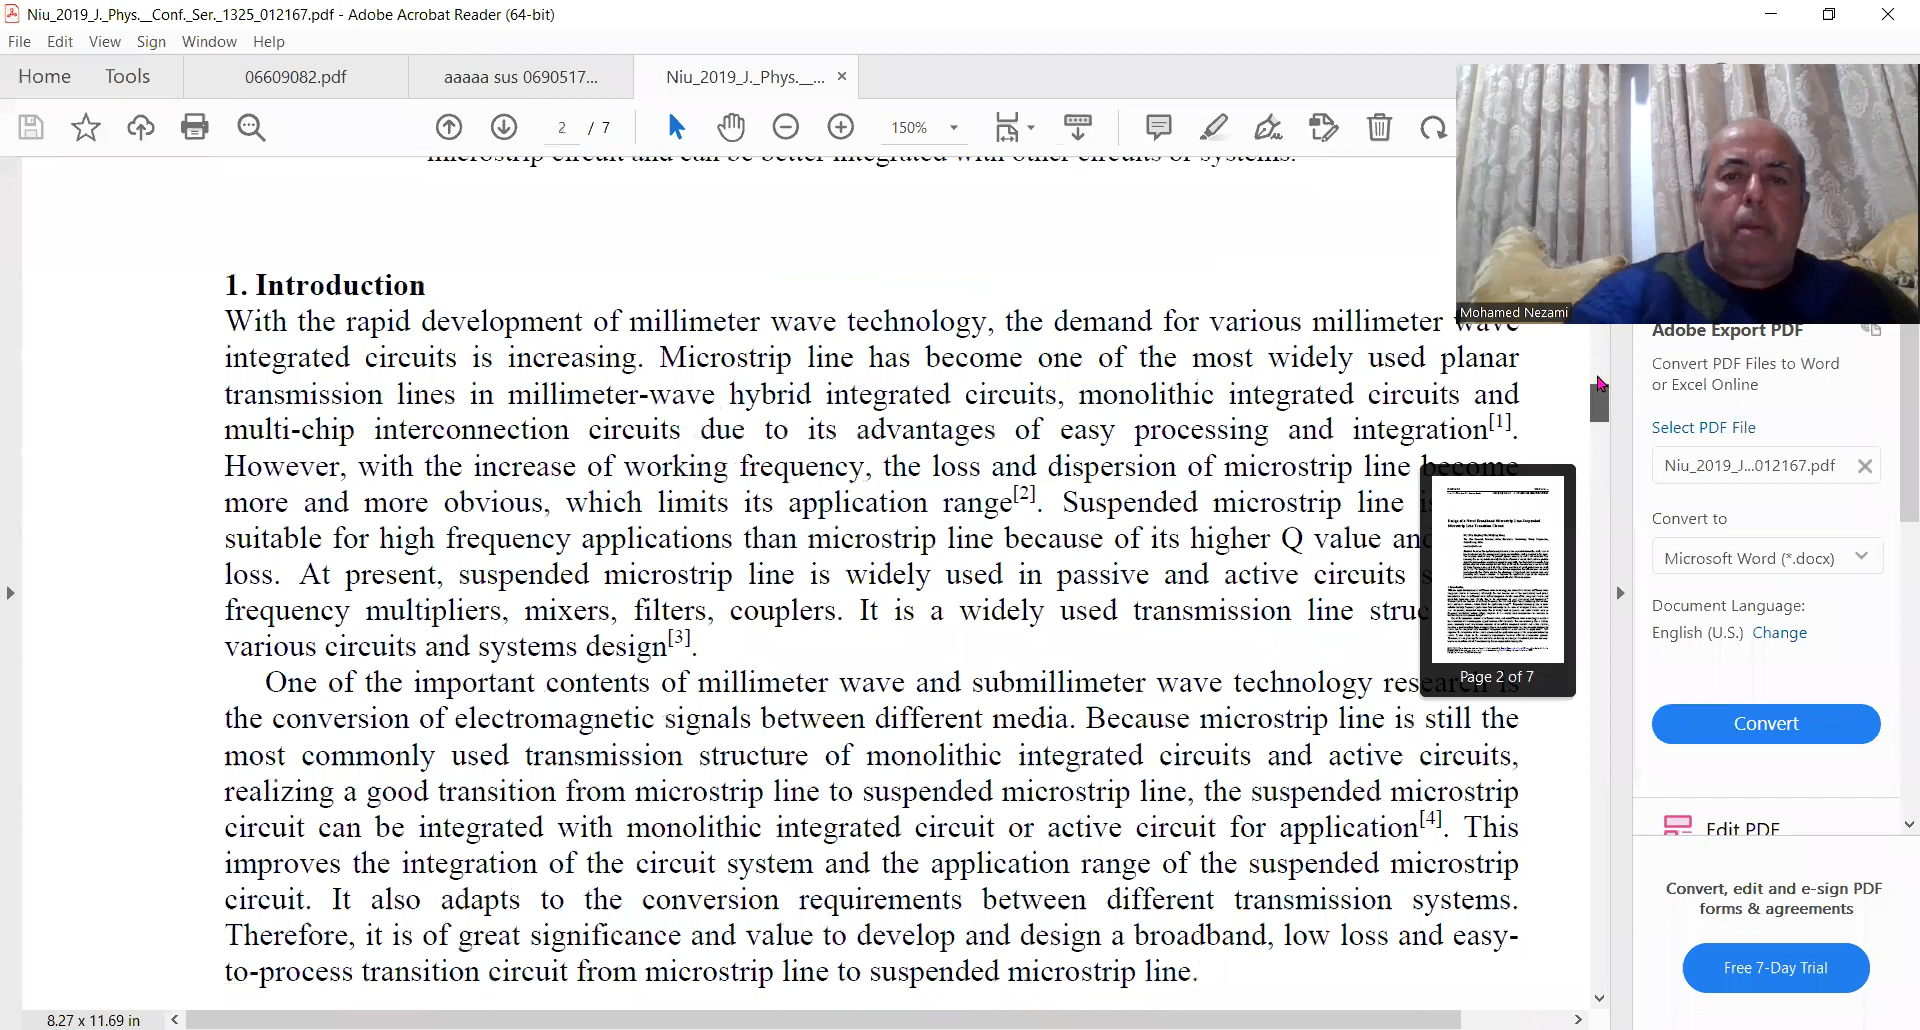 Niu_2019_J._Phys.__Conf._Ser._1325_012167.pdf - Adobe Acrobat Reader (64-bit)
File Edit View Sign Window Help
Home Tools 06609082.pdf aaaaa sus 0690517... Niu_2019_J._Phys.__...
2 / 7 150%
microstrip circuit and can be better integrated with other circuits or systems.
Mohamed Nezami
1. Introduction
With the rapid development of millimeter wave technology, the demand for various millimeter wave
integrated circuits is increasing. Microstrip line has become one of the most widely used planar
transmission lines in millimeter-wave hybrid integrated circuits, monolithic integrated circuits and
multi-chip interconnection circuits due to its advantages of easy processing and integration[1].
However, with the increase of working frequency, the loss and dispersion of microstrip line become
more and more obvious, which limits its application range[2]. Suspended microstrip line
suitable for high frequency applications than microstrip line because of its higher Q value and
loss. At present, suspended microstrip line is widely used in passive and active circuits
frequency multipliers, mixers, filters, couplers. It is a widely used transmission line
various circuits and systems design[3].
One of the important contents of millimeter wave and submillimeter wave technology research is
the conversion of electromagnetic signals between different media. Because microstrip line is still the
most commonly used transmission structure of monolithic integrated circuits and active circuits,
realizing a good transition from microstrip line to suspended microstrip line, the suspended microstrip
circuit can be integrated with monolithic integrated circuit or active circuit for application[4]. This
improves the integration of the circuit system and the application range of the suspended microstrip
circuit. It also adapts to the conversion requirements between different transmission systems.
Therefore, it is of great significance and value to develop and design a broadband, low loss and easy-
to-process transition circuit from microstrip line to suspended microstrip line.
Page 2 of 7
Adobe Export PDF
Convert PDF Files to Word
or Excel Online
Select PDF File
Niu_2019_J...012167.pdf
Convert to
Microsoft Word (*.docx)
Document Language:
English (U.S.) Change
Convert
Edit PDF
Convert, edit and e-sign PDF
forms & agreements
Free 7-Day Trial
8.27 x 11.69 in